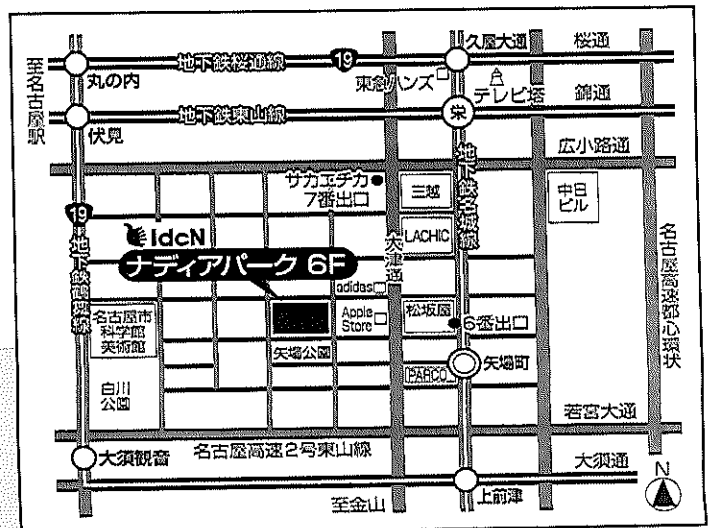 久屋大通
桜通
地下鉄桜通線
19
丸の内
東急ハンズ
テレビ塔
錦通
至名古屋駅
地下鉄東山線
栄
伏見
広小路通
サカエチカ
7番出口
三越
中日
ビル
19
地下鉄鶴舞線
IdcN
ナディアパーク 6F
LACHIC
地下鉄名城線
大津通
名古屋高速都心環状
adidas
Apple
Store
松坂屋
6番出口
名古屋市
科学館
美術館
矢場公園
矢場町
PARCO
白川
公園
若宮大通
名古屋高速2号東山線
大須観音
大須通
N
至金山
上前津